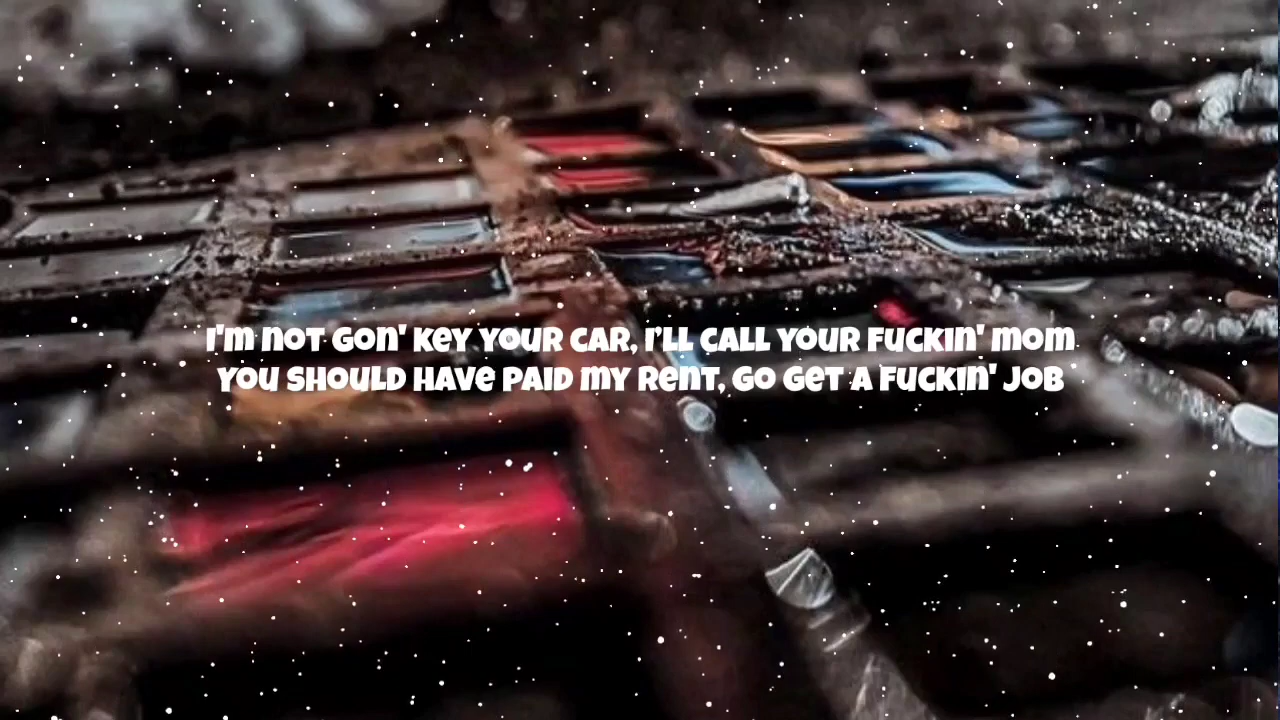 I'm not gon' key your car, I'll call your fuckin' mom
You should have paid my rent, go get a fuckin' job